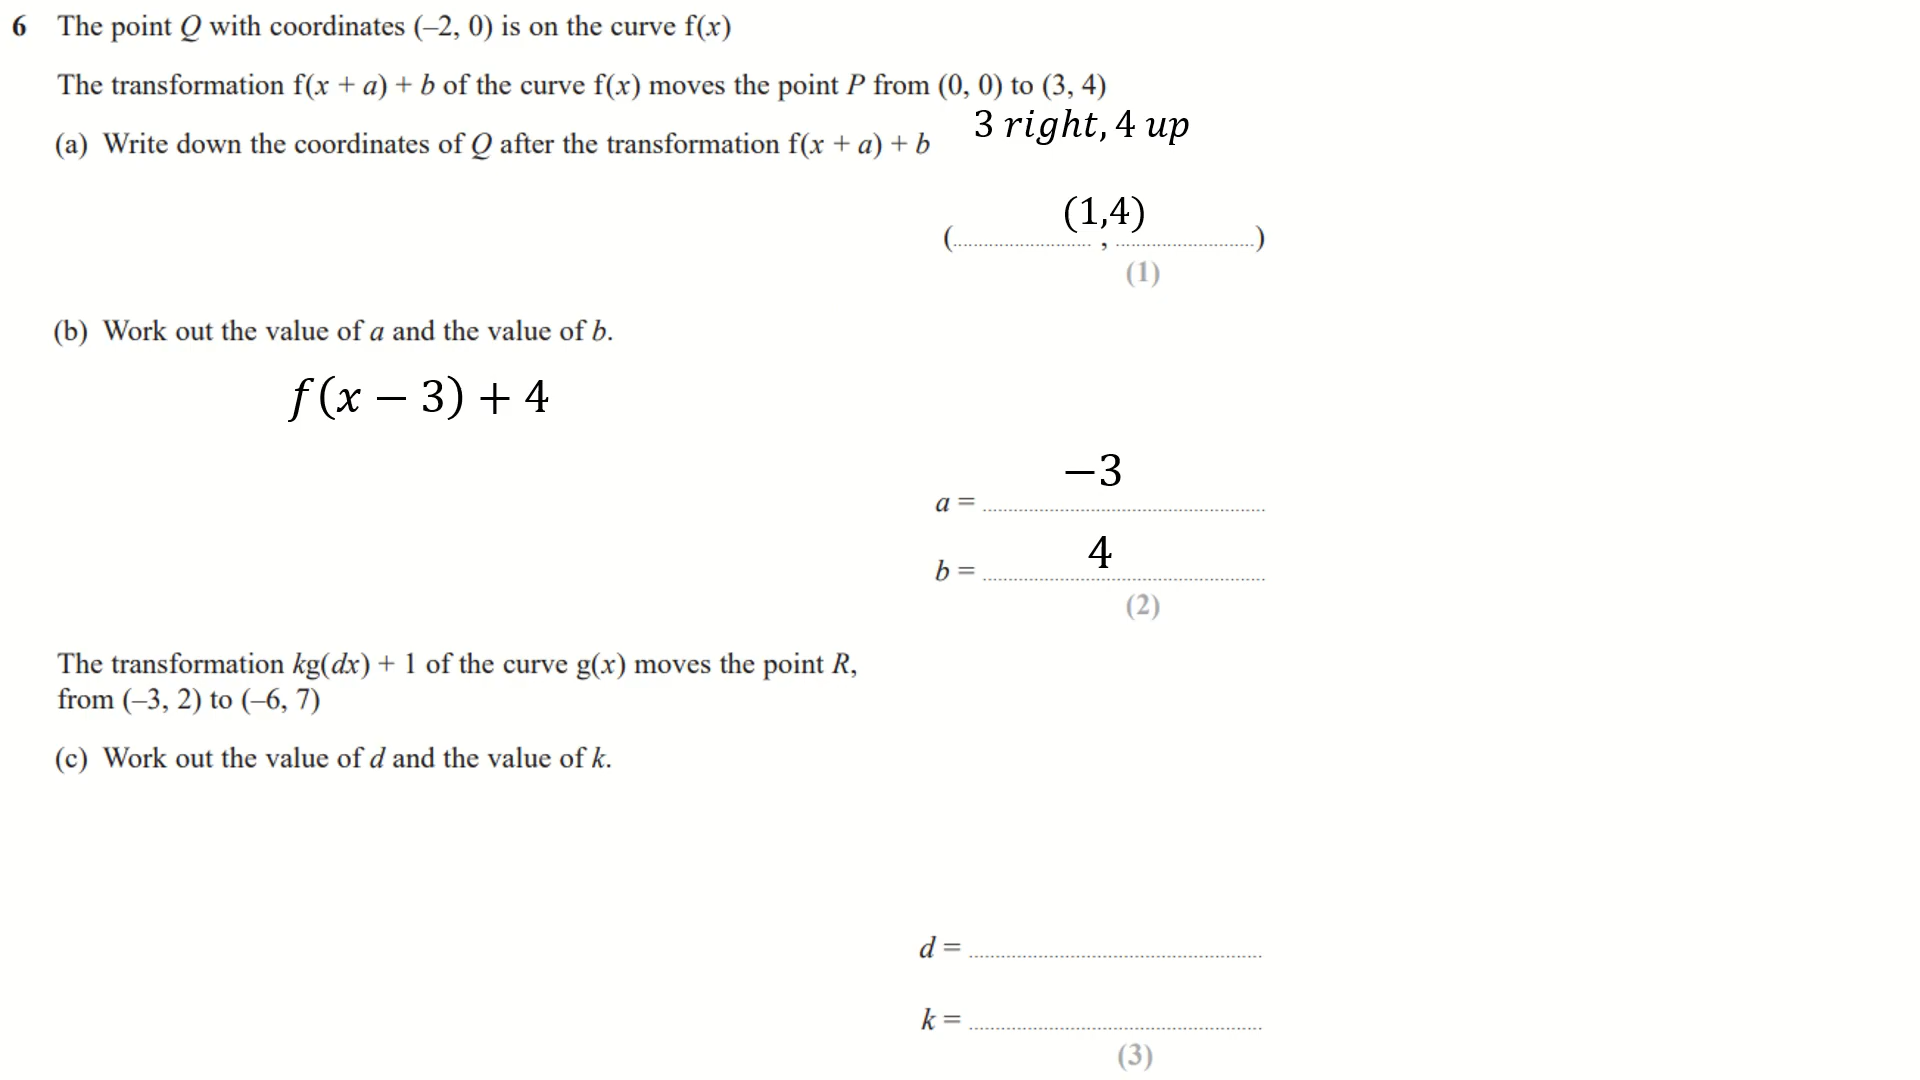 6 The point Q with coordinates (–2, 0) is on the curve f(x)
The transformation f(x + a) + b of the curve f(x) moves the point P from (0, 0) to (3, 4)
3 right, 4 up
(a) Write down the coordinates of Q after the transformation f(x + a) + b
(1,4)
(.............................. , ..............................)
(1)
(b) Work out the value of a and the value of b.
f(x − 3) + 4
−3
a = ............................................................
4
b = ............................................................
(2)
The transformation kg(dx) + 1 of the curve g(x) moves the point R,
from (–3, 2) to (–6, 7)
(c) Work out the value of d and the value of k.
d = ............................................................
k = ............................................................
(3)